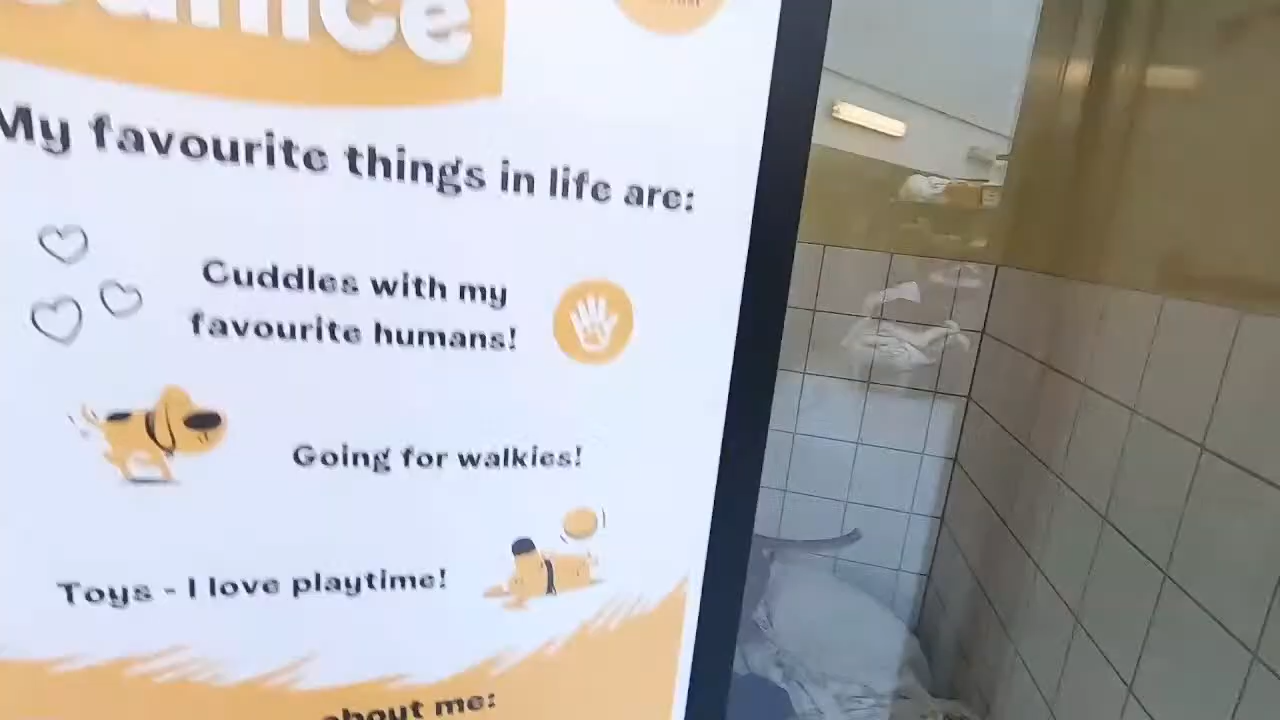 My favourite things in life are:
Cuddles with my
favourite humans!
Going for walkies!
Toys - I love playtime!
about me: